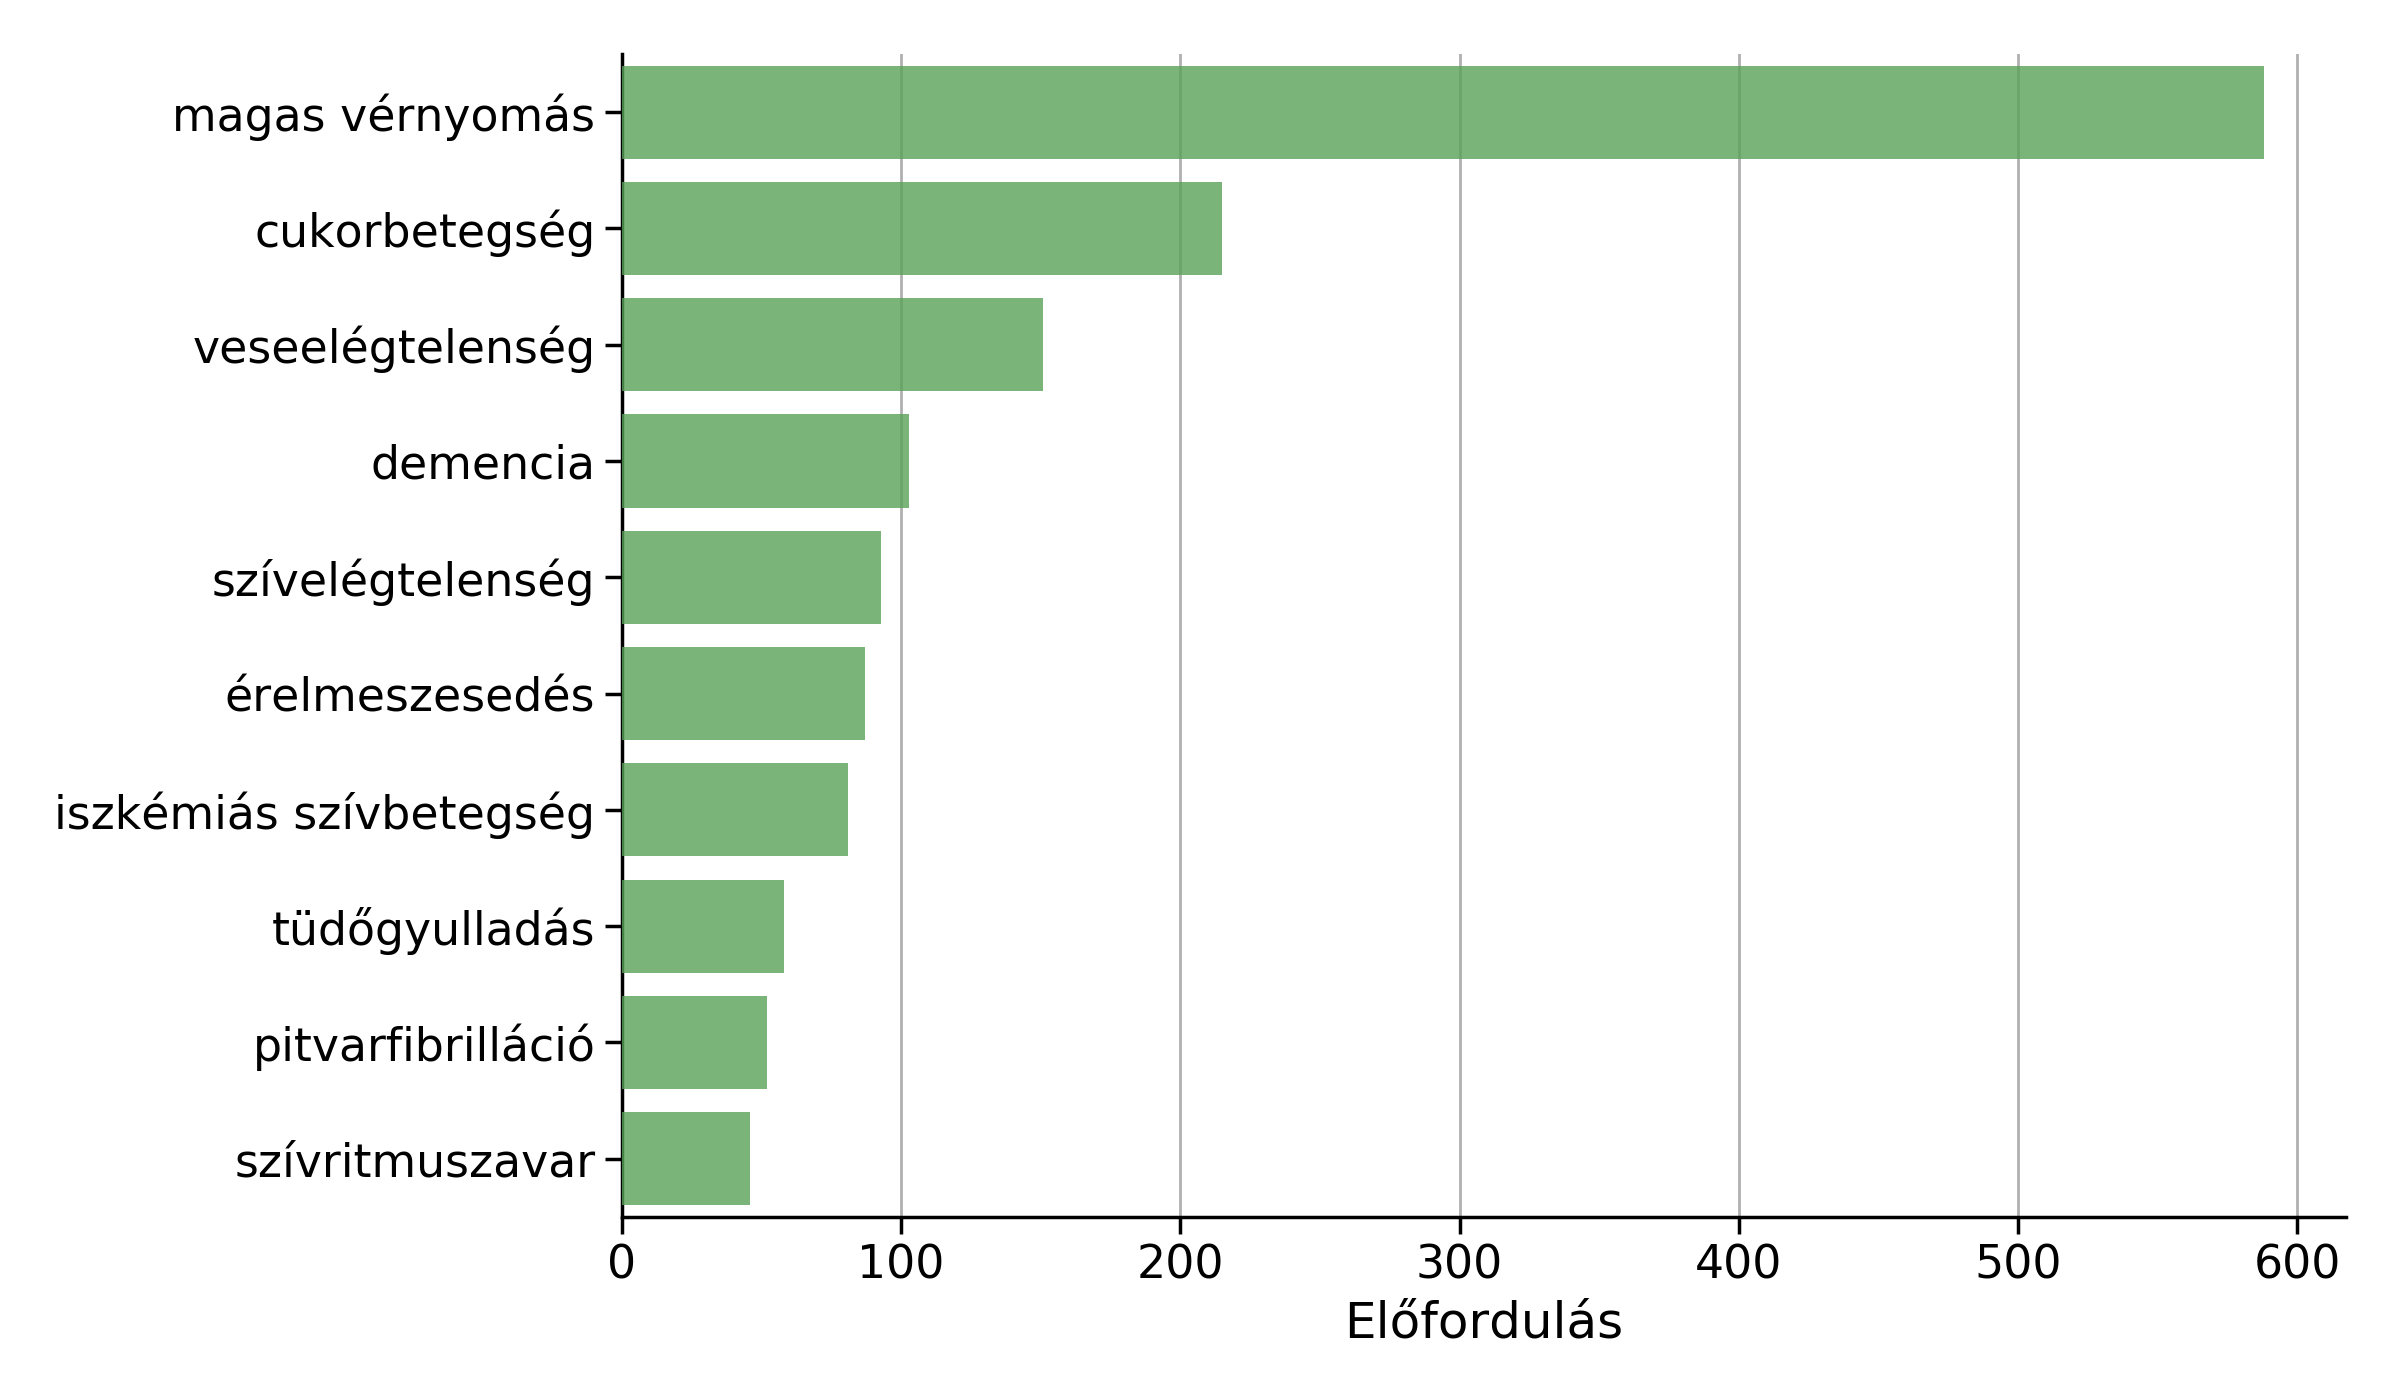 magas vérnyomás
cukorbetegség
veseelégtelenség
demencia
szívelégtelenség
érelmeszesedés
iszkémiás szívbetegség
tüdőgyulladás
pitvarfibrilláció
szívritmuszavar
0 100 200 300 400 500 600
Előfordulás